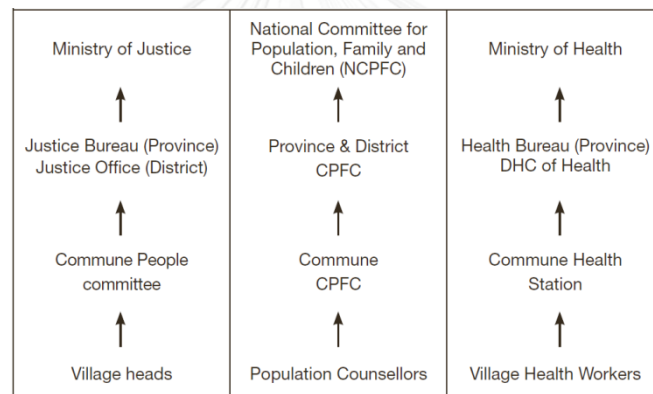 Ministry of Justice
Justice Bureau (Province)
Justice Office (District)
Commune People
committee
Village heads
National Committee for
Population, Family and
Children (NCPFC)
Province & District
CPFC
Commune
CPFC
Population Counsellors
Ministry of Health
Health Bureau (Province)
DHC of Health
Commune Health
Station
Village Health Workers